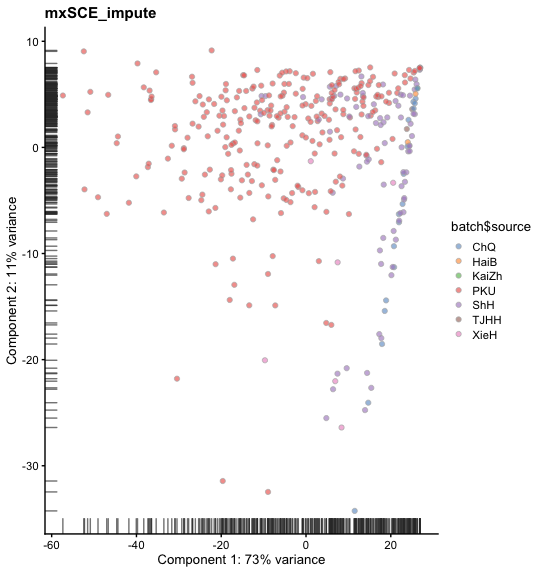 mxSCE_impute
10
0
-10
-20
-30
-60
-40
-20
0
20
Component 2: 11% variance
Component 1: 73% variance
batch$source
ChQ
HaiB
KaiZh
PKU
ShH
TJHH
XieH